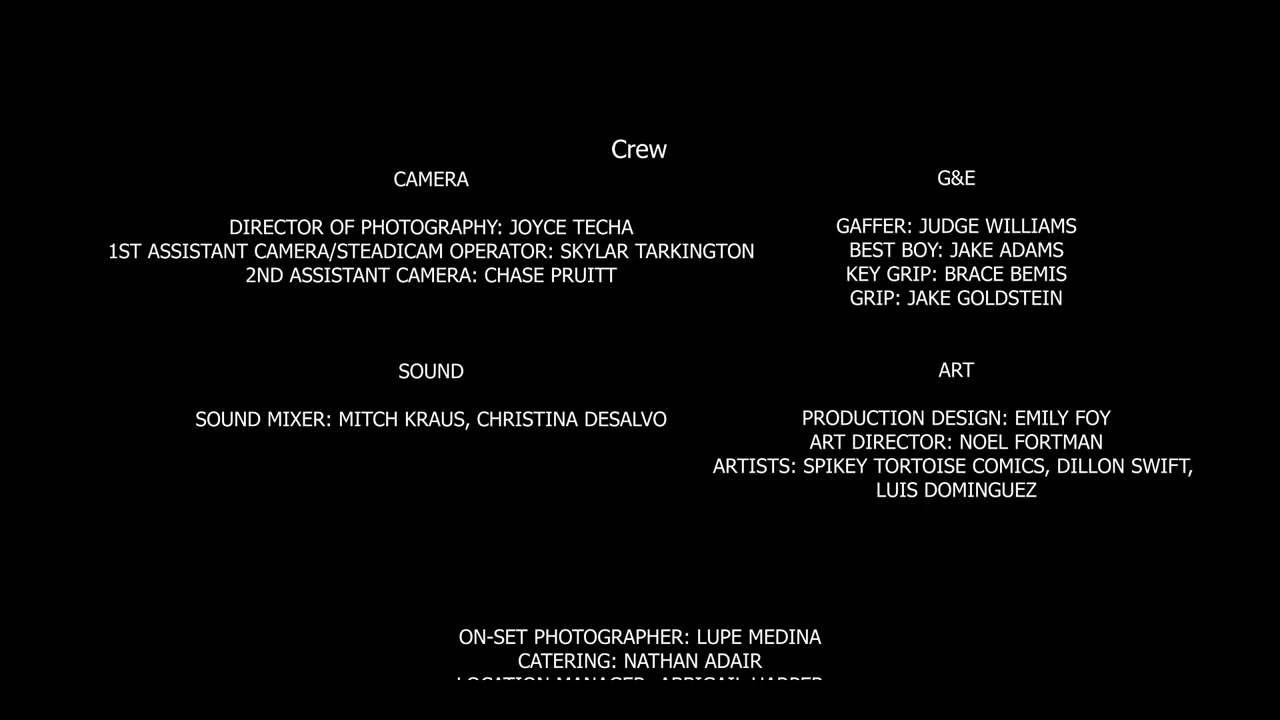 Crew
CAMERA
DIRECTOR OF PHOTOGRAPHY: JOYCE TECHA
1ST ASSISTANT CAMERA/STEADICAM OPERATOR: SKYLAR TARKINGTON
2ND ASSISTANT CAMERA: CHASE PRUITT
G&E
GAFFER: JUDGE WILLIAMS
BEST BOY: JAKE ADAMS
KEY GRIP: BRACE BEMIS
GRIP: JAKE GOLDSTEIN
SOUND
SOUND MIXER: MITCH KRAUS, CHRISTINA DESALVO
ART
PRODUCTION DESIGN: EMILY FOY
ART DIRECTOR: NOEL FORTMAN
ARTISTS: SPIKEY TORTOISE COMICS, DILLON SWIFT,
LUIS DOMINGUEZ
ON-SET PHOTOGRAPHER: LUPE MEDINA
CATERING: NATHAN ADAIR
LOCATION MANAGER: ABBIGAIL